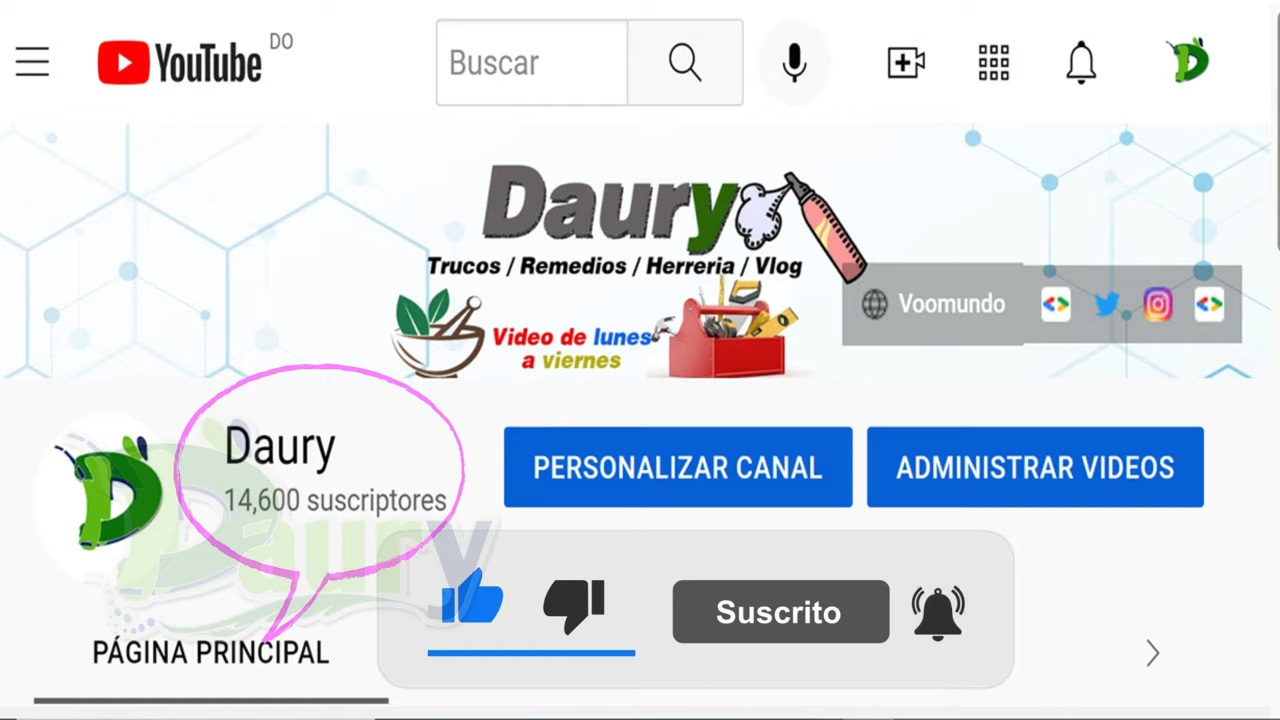 YouTube DO
Buscar
Daury
Trucos / Remedios / Herreria / Vlog
Voomundo
Video de lunes
a viernes
Daury
14,600 suscriptores
PERSONALIZAR CANAL
ADMINISTRAR VIDEOS
Daury
Suscrito
PÁGINA PRINCIPAL